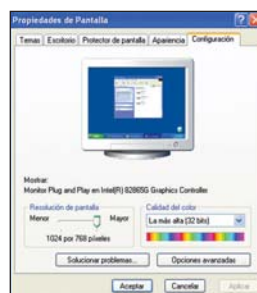 Propiedades de Pantalla
Temas Escritorio Protector de pantalla Apariencia Configuración
Mostrar:
Monitor Plug and Play en Intel(R) 82865G Graphics Controller
Resolución de pantalla
Menor Mayor
1024 por 768 píxeles
Calidad del color
La más alta (32 bits)
Solucionar problemas... Opciones avanzadas...
Aceptar Cancelar Aplicar